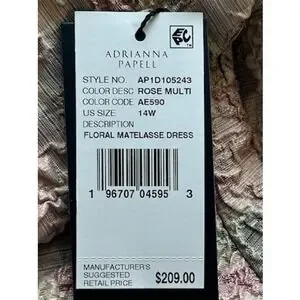 EPC
ADRIANNA
PAPELL
STYLE NO. AP1D105243
COLOR DESC ROSE MULTI
COLOR CODE AE590
US SIZE 14W
DESCRIPTION
FLORAL MATELASSE DRESS
1 96707 04595 3
MANUFACTURER'S
SUGGESTED
RETAIL PRICE $209.00